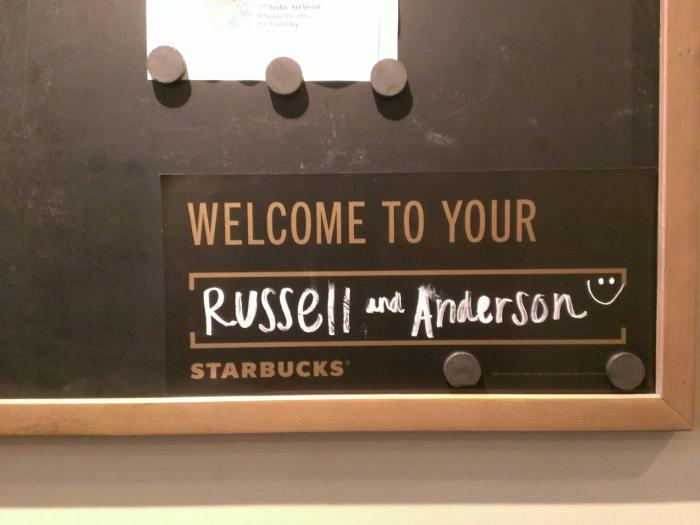 WELCOME TO YOUR
Russell and Anderson
STARBUCKS